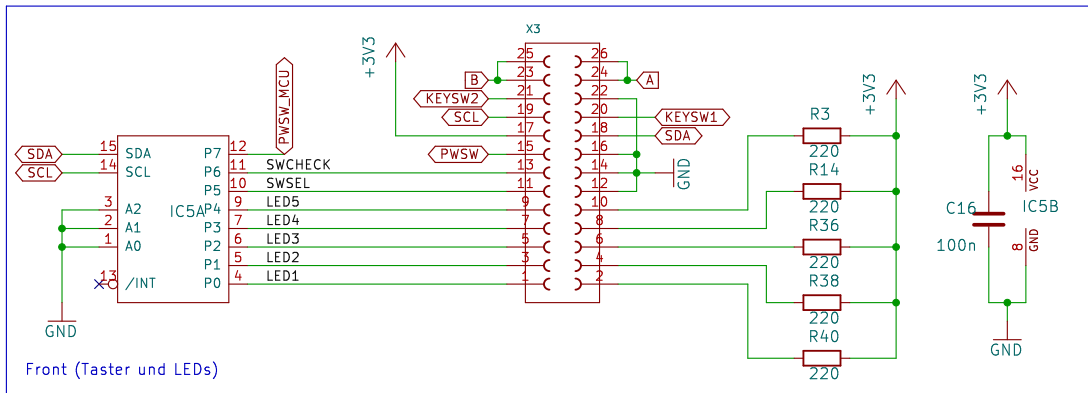 X3
+3V3
25
26
B
23
24
A
KEYSW2
21
22
SCL
19
20
KEYSW1
17
18
SDA
PWSW
15
16
13
14
GND
11
12
9
10
7
8
5
6
3
4
1
2
PWSW_MCU
SDA
15
SDA
P7
12
SCL
14
SCL
P6
11
SWCHECK
P5
10
SWSEL
3
A2
IC5A
P4
9
LED5
2
A1
P3
7
LED4
1
A0
P2
6
LED3
P1
5
LED2
13
/INT
P0
4
LED1
GND
+3V3
R3
220
R14
220
R36
220
R38
220
R40
220
+3V3
16
VCC
C16
IC5B
100n
8
GND
GND
Front (Taster und LEDs)